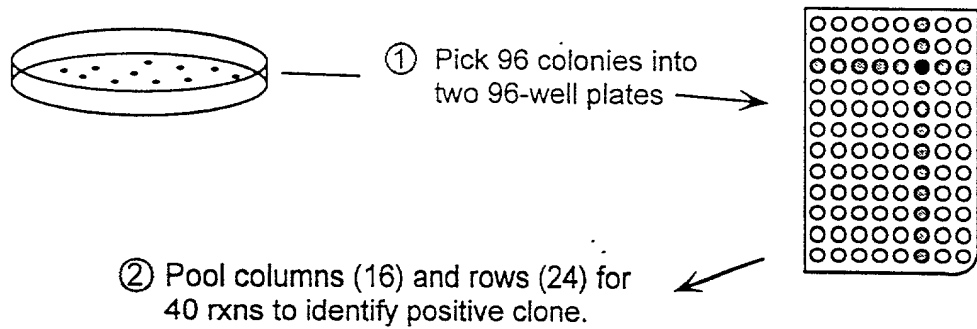 ① Pick 96 colonies into
two 96-well plates
② Pool columns (16) and rows (24) for
40 rxns to identify positive clone.